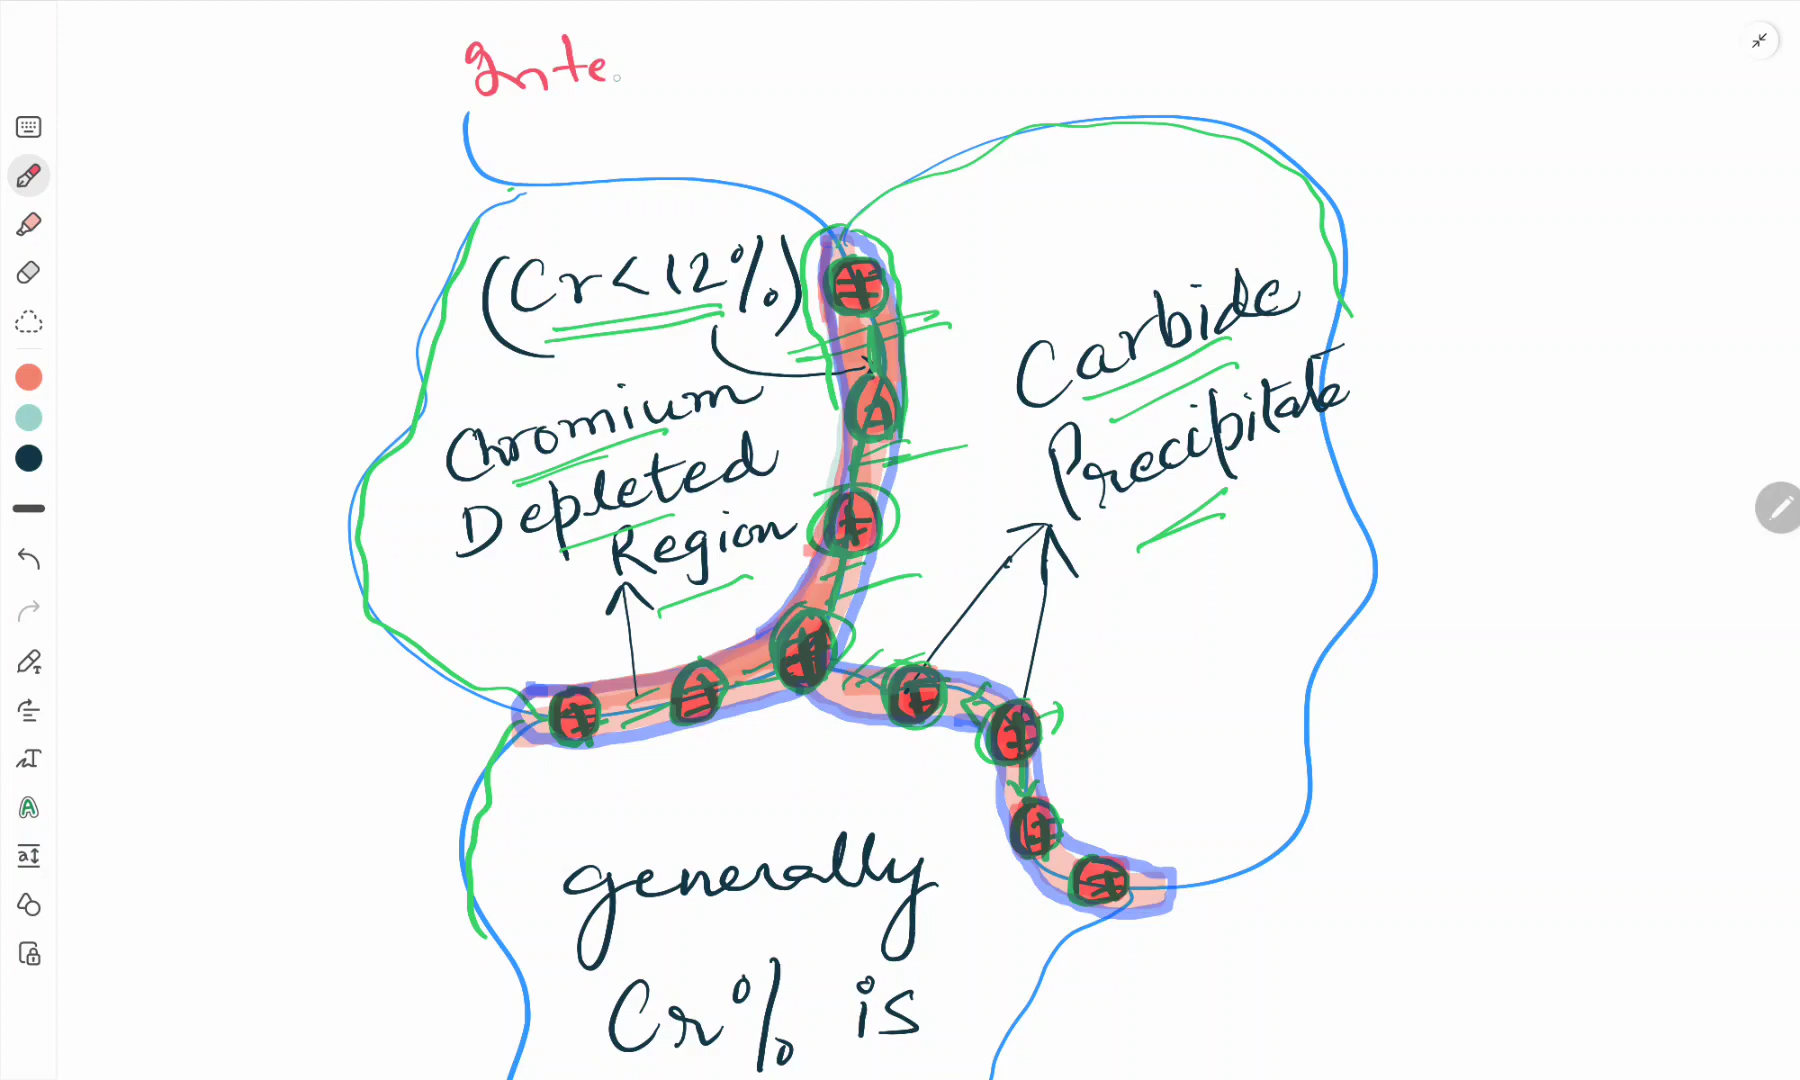 Inte
(Cr<12%)
Chromium
Depleted
Region
Carbide
Precipitate
generally
Cr% is